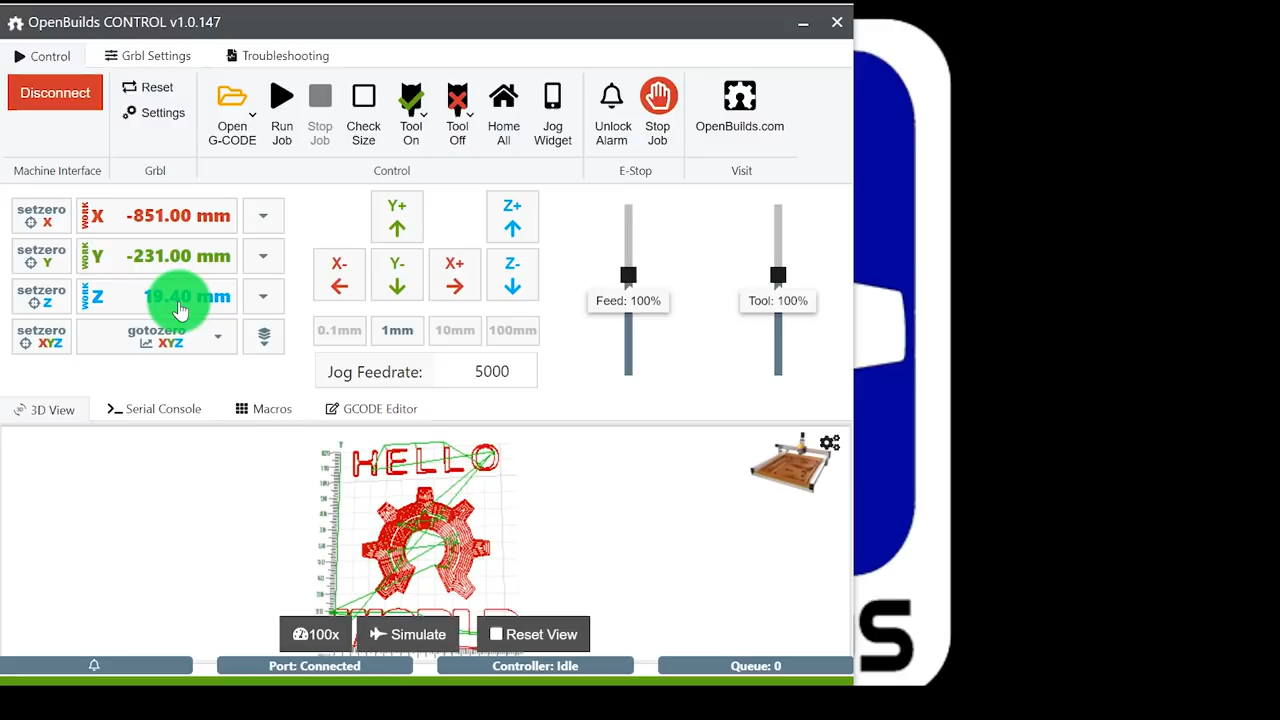 OpenBuilds CONTROL v1.0.147
Control
Grbl Settings
Troubleshooting
Disconnect
Reset
Settings
Open
G-CODE
Run
Job
Stop
Job
Check
Size
Tool
On
Tool
Off
Home
All
Jog
Widget
Unlock
Alarm
Stop
Job
OpenBuilds.com
Machine Interface
Grbl
Control
E-Stop
Visit
setzero
X
WORK
X
-851.00 mm
setzero
Y
WORK
Y
-231.00 mm
setzero
Z
WORK
Z
19.40 mm
setzero
XYZ
gotozero
XYZ
Y+
Z+
X-
Y-
X+
Z-
0.1mm
1mm
10mm
100mm
Jog Feedrate:
5000
Feed: 100%
Tool: 100%
3D View
Serial Console
Macros
GCODE Editor
HELLO
100x
Simulate
Reset View
Port: Connected
Controller: Idle
Queue: 0
S